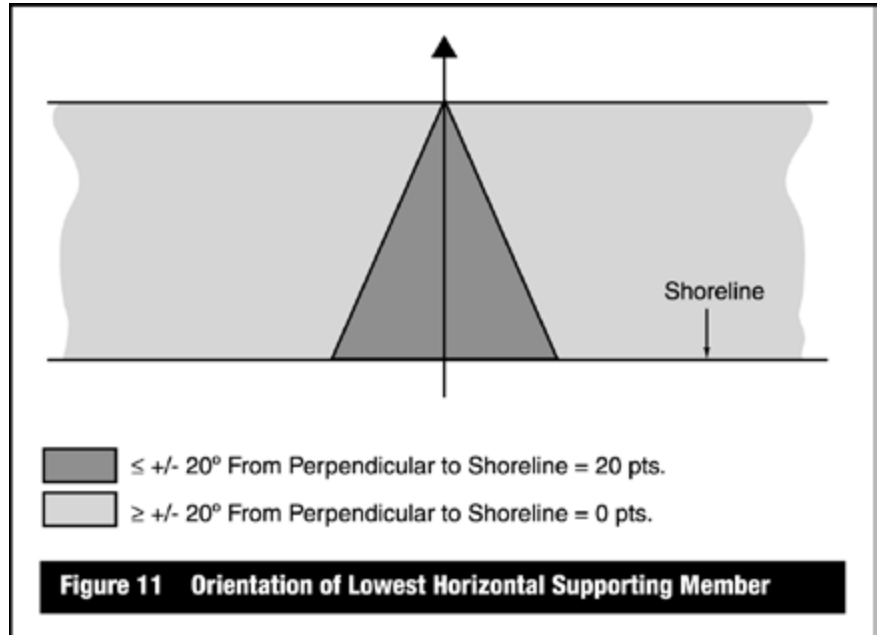 Shoreline
≤ +/- 20º From Perpendicular to Shoreline = 20 pts.
≥ +/- 20º From Perpendicular to Shoreline = 0 pts.
Figure 11 Orientation of Lowest Horizontal Supporting Member